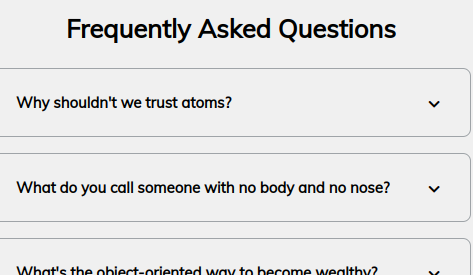 Frequently Asked Questions
Why shouldn't we trust atoms?
What do you call someone with no body and no nose?
What's the object-oriented way to become wealthy?